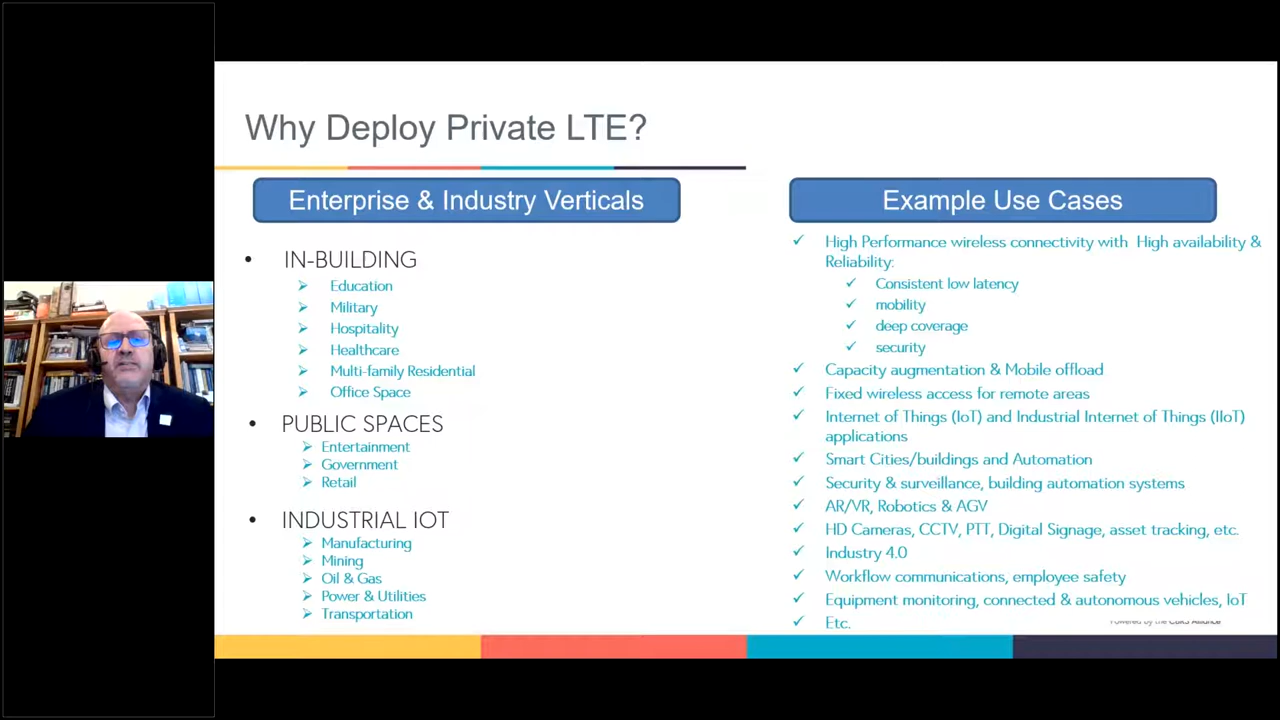 Why Deploy Private LTE?
Enterprise & Industry Verticals
IN-BUILDING
Education
Military
Hospitality
Healthcare
Multi-family Residential
Office Space
PUBLIC SPACES
Entertainment
Government
Retail
INDUSTRIAL IOT
Manufacturing
Mining
Oil & Gas
Power & Utilities
Transportation
Example Use Cases
High Performance wireless connectivity with High availability &
Reliability:
Consistent low latency
mobility
deep coverage
security
Capacity augmentation & Mobile offload
Fixed wireless access for remote areas
Internet of Things (IoT) and Industrial Internet of Things (IIoT)
applications
Smart Cities/buildings and Automation
Security & surveillance, building automation systems
AR/VR, Robotics & AGV
HD Cameras, CCTV, PTT, Digital Signage, asset tracking, etc.
Industry 4.0
Workflow communications, employee safety
Equipment monitoring, connected & autonomous vehicles, IoT
Etc.
Powered by the CBRS Alliance